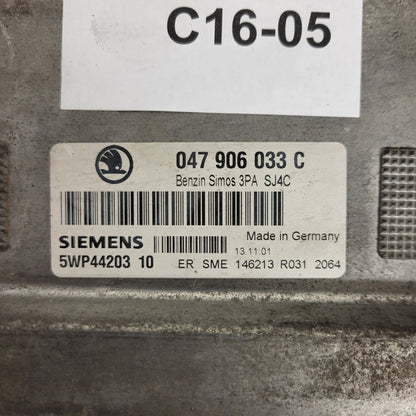 C16-05
047 906 033 C
Benzin Simos 3PA SJ4C
SIEMENS
Made in Germany
13.11.01
5WP44203 10
ER SME 146213 R031 2064